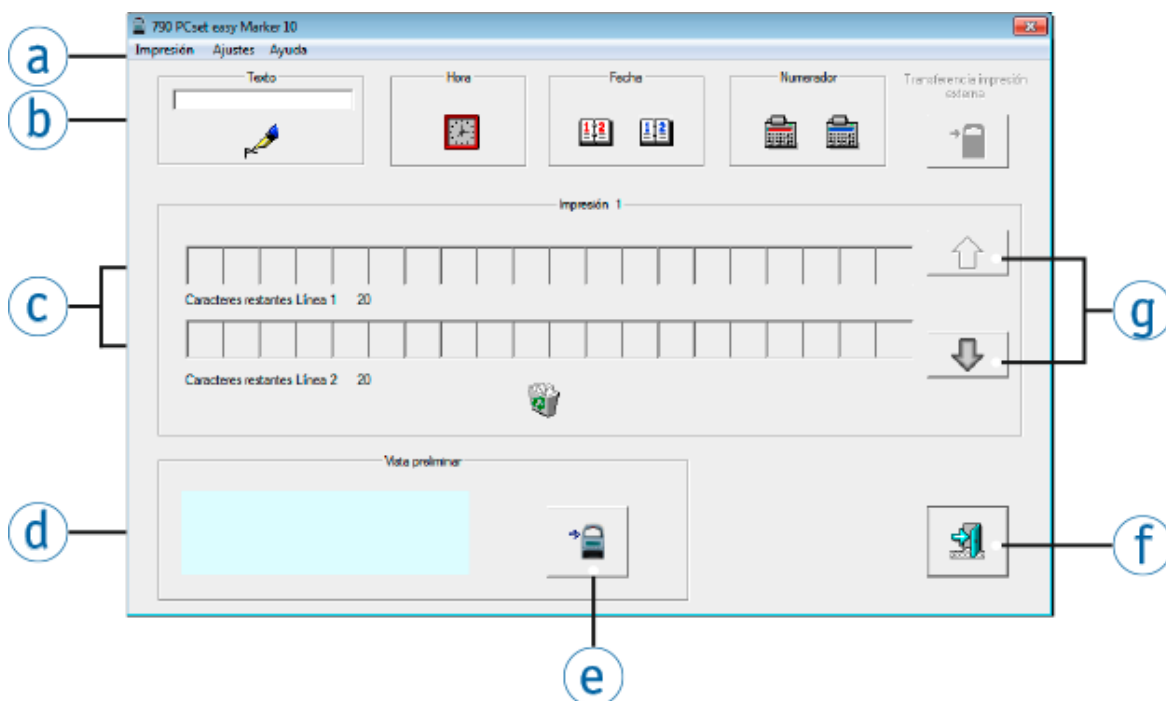 790 PCset easy Marker 10
Impresión Ajustes Ayuda
a
b
Texto
Hora
Fecha
Numerador
Transferencia impresión
externa
Impresión 1
c
Caracteres restantes Línea 1 20
Caracteres restantes Línea 2 20
g
Vista preliminar
d
e
f